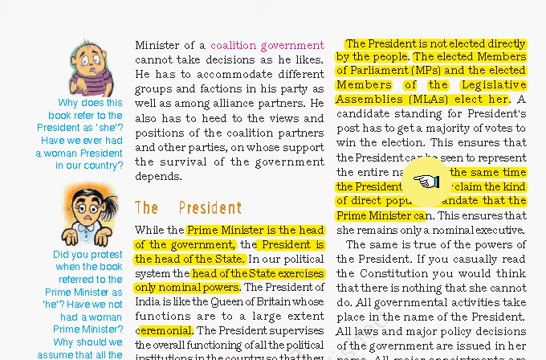 Why does this
book refer to the
President as 'she'?
Have we ever had
a woman President
in our country?
Did you protest
when the book
referred to the
Prime Minister as
'he'? Have we not
had a woman
Prime Minister?
Why should we
assume that all the
Minister of a coalition government
cannot take decisions as he likes.
He has to accommodate different
groups and factions in his party as
well as among alliance partners. He
also has to heed to the views and
positions of the coalition partners
and other parties, on whose support
the survival of the government
depends.
The President
While the Prime Minister is the head
of the government, the President is
the head of the State. In our political
system the head of the State exercises
only nominal powers. The President of
India is like the Queen of Britain whose
functions are to a large extent
ceremonial. The President supervises
the overall functioning of all the political
institutions in the country so that they
The President is not elected directly
by the people. The elected Members
of Parliament (MPs) and the elected
Members of the Legislative
Assemblies (MLAs) elect her. A
candidate standing for President's
post has to get a majority of votes to
win the election. This ensures that
the President can be seen to represent
the entire the same time
the President claim the kind
of direct that the
Prime Minister can. This ensures that
she remains only a nominal executive.
The same is true of the powers of
the President. If you casually read
the Constitution you would think
that there is nothing that she cannot
do. All governmental activities take
place in the name of the President.
All laws and major policy decisions
of the government are issued in her
name. All major appointments are